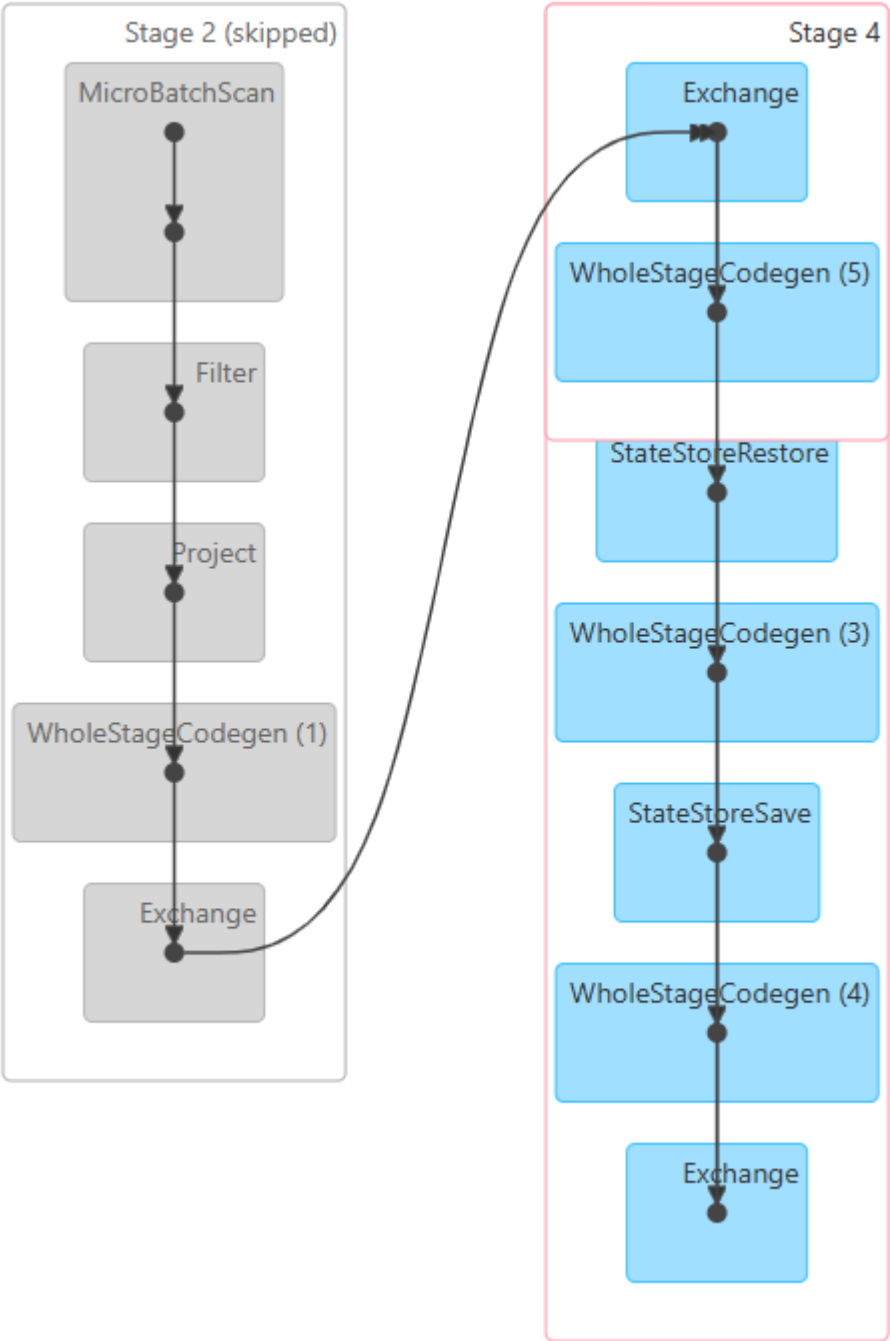 Stage 2 (skipped)
MicroBatchScan
Filter
Project
WholeStageCodegen (1)
Exchange
Stage 4
Exchange
WholeStageCodegen (5)
StateStoreRestore
WholeStageCodegen (3)
StateStoreSave
WholeStageCodegen (4)
Exchange